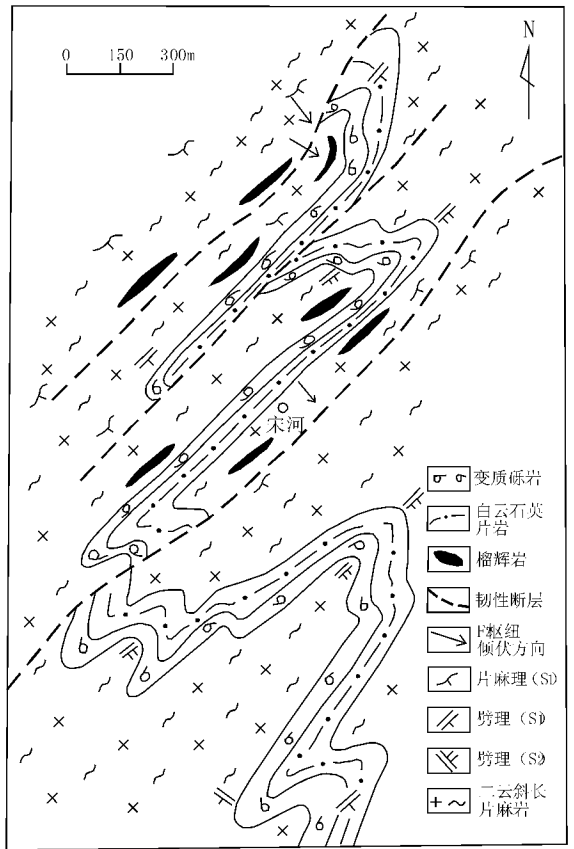 0 150 300m
N
宋河
变质砾岩
白云石英
片岩
榴辉岩
韧性断层
F枢纽
倾伏方向
片麻理(S1)
劈理(S1)
劈理(S2)
二云斜长
片麻岩